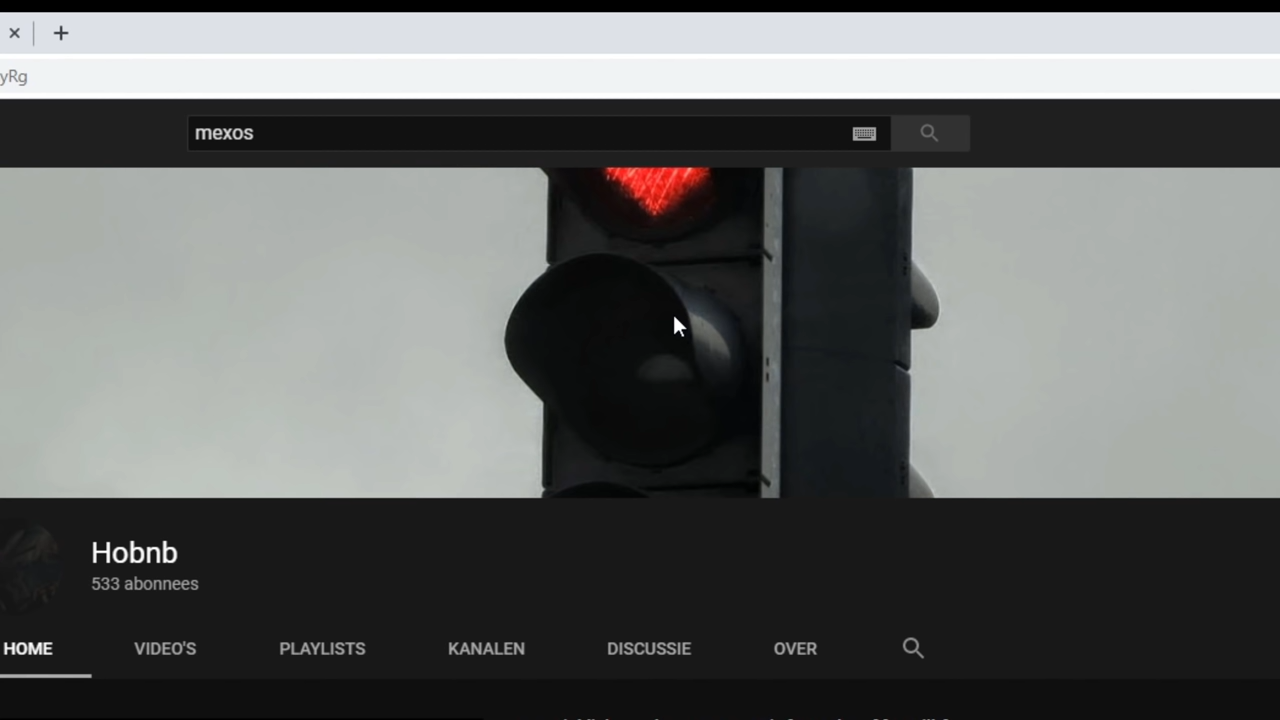 yRg
mexos
Hobnb
533 abonnees
HOME VIDEO'S PLAYLISTS KANALEN DISCUSSIE OVER